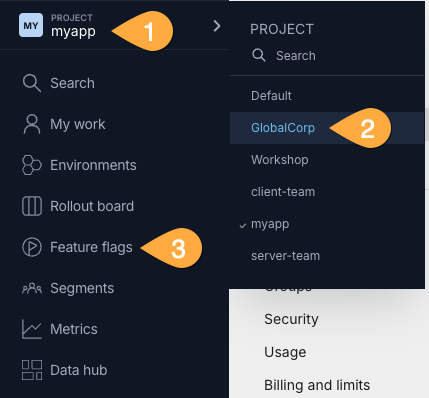 MY
PROJECT
myapp
1
Search
My work
Environments
Rollout board
Feature flags
3
Segments
Metrics
Data hub
PROJECT
Search
Default
GlobalCorp
2
Workshop
client-team
myapp
server-team
Groups
Security
Usage
Billing and limits